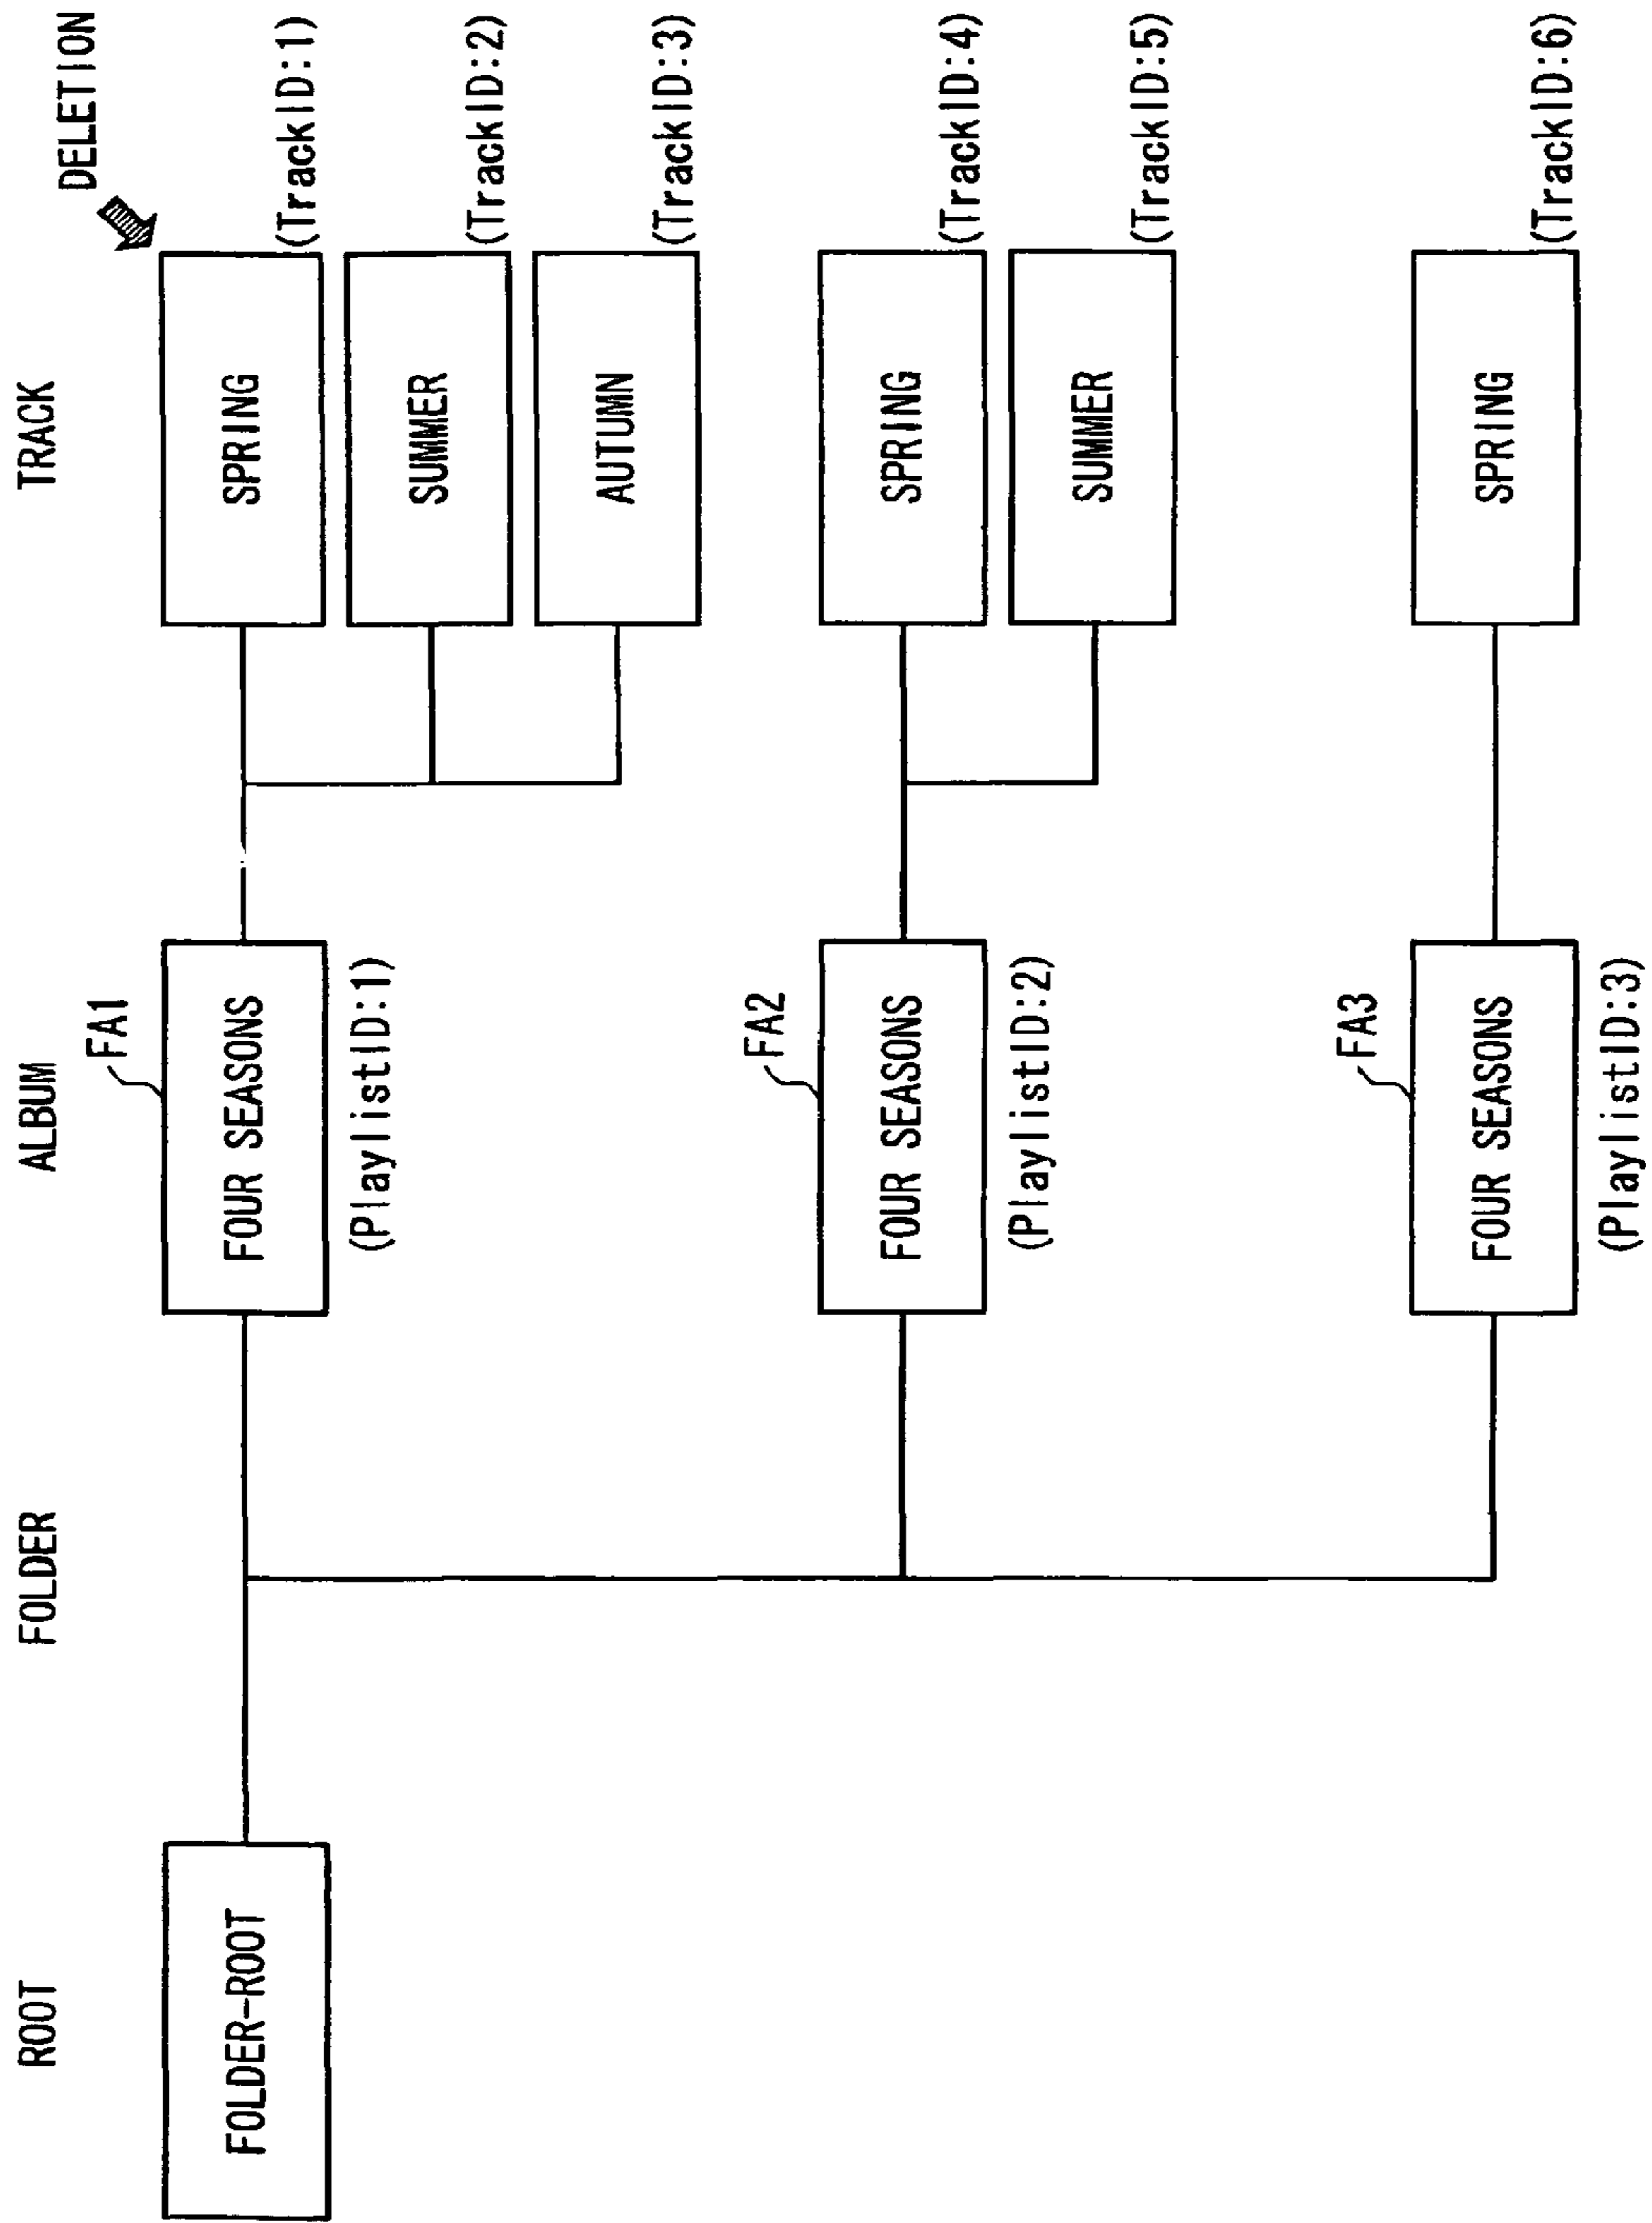 ROOT
FOLDER
ALBUM
TRACK
DELETION
FOLDER-ROOT
FA1
FOUR SEASONS
(PlaylistID:1)
SPRING
(TrackID:1)
SUMMER
(TrackID:2)
AUTUMN
(TrackID:3)
FA2
FOUR SEASONS
(PlaylistID:2)
SPRING
(TrackID:4)
SUMMER
(TrackID:5)
FA3
FOUR SEASONS
(PlaylistID:3)
SPRING
(TrackID:6)